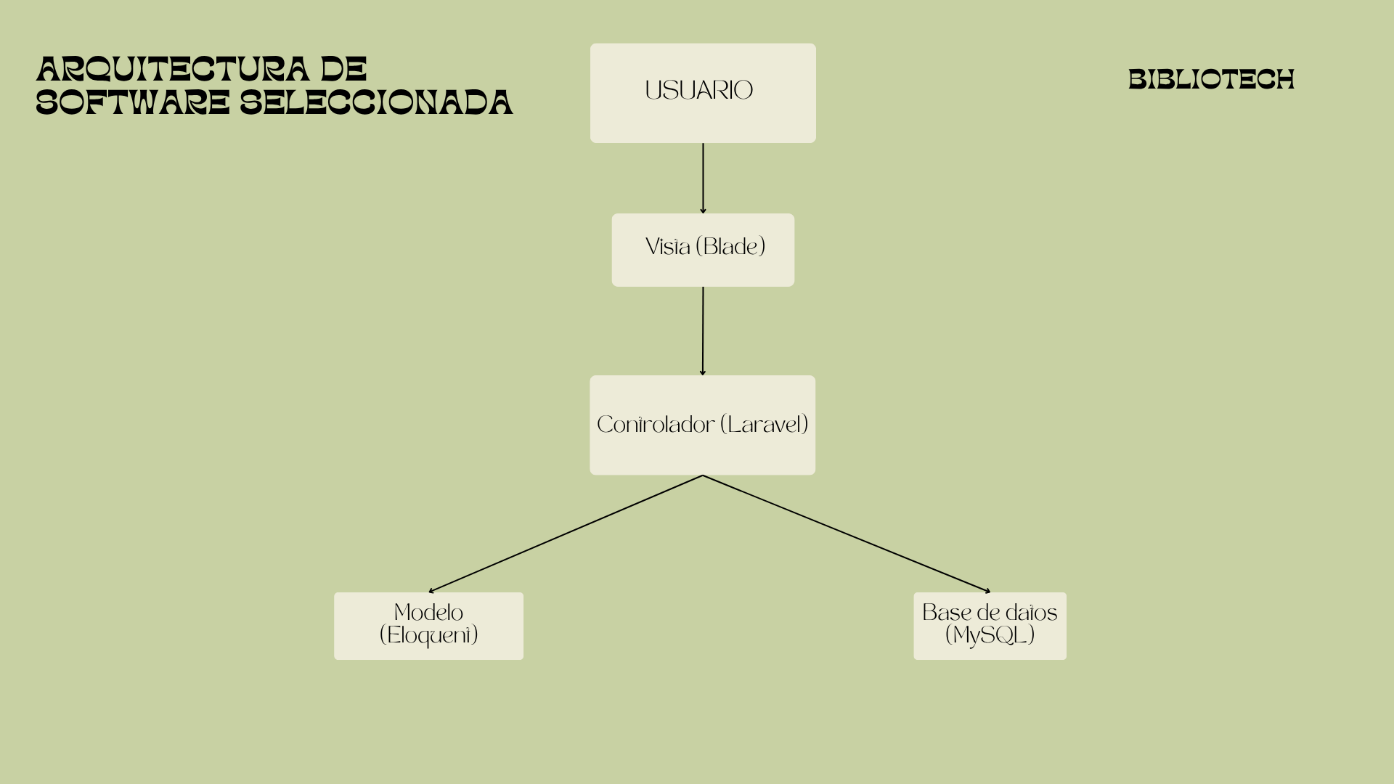 ARQUITECTURA DE
SOFTWARE SELECCIONADA
BIBLIOTECH
USUARIO
Vista (Blade)
Controlador (Laravel)
Modelo
(Eloquent)
Base de datos
(MySQL)